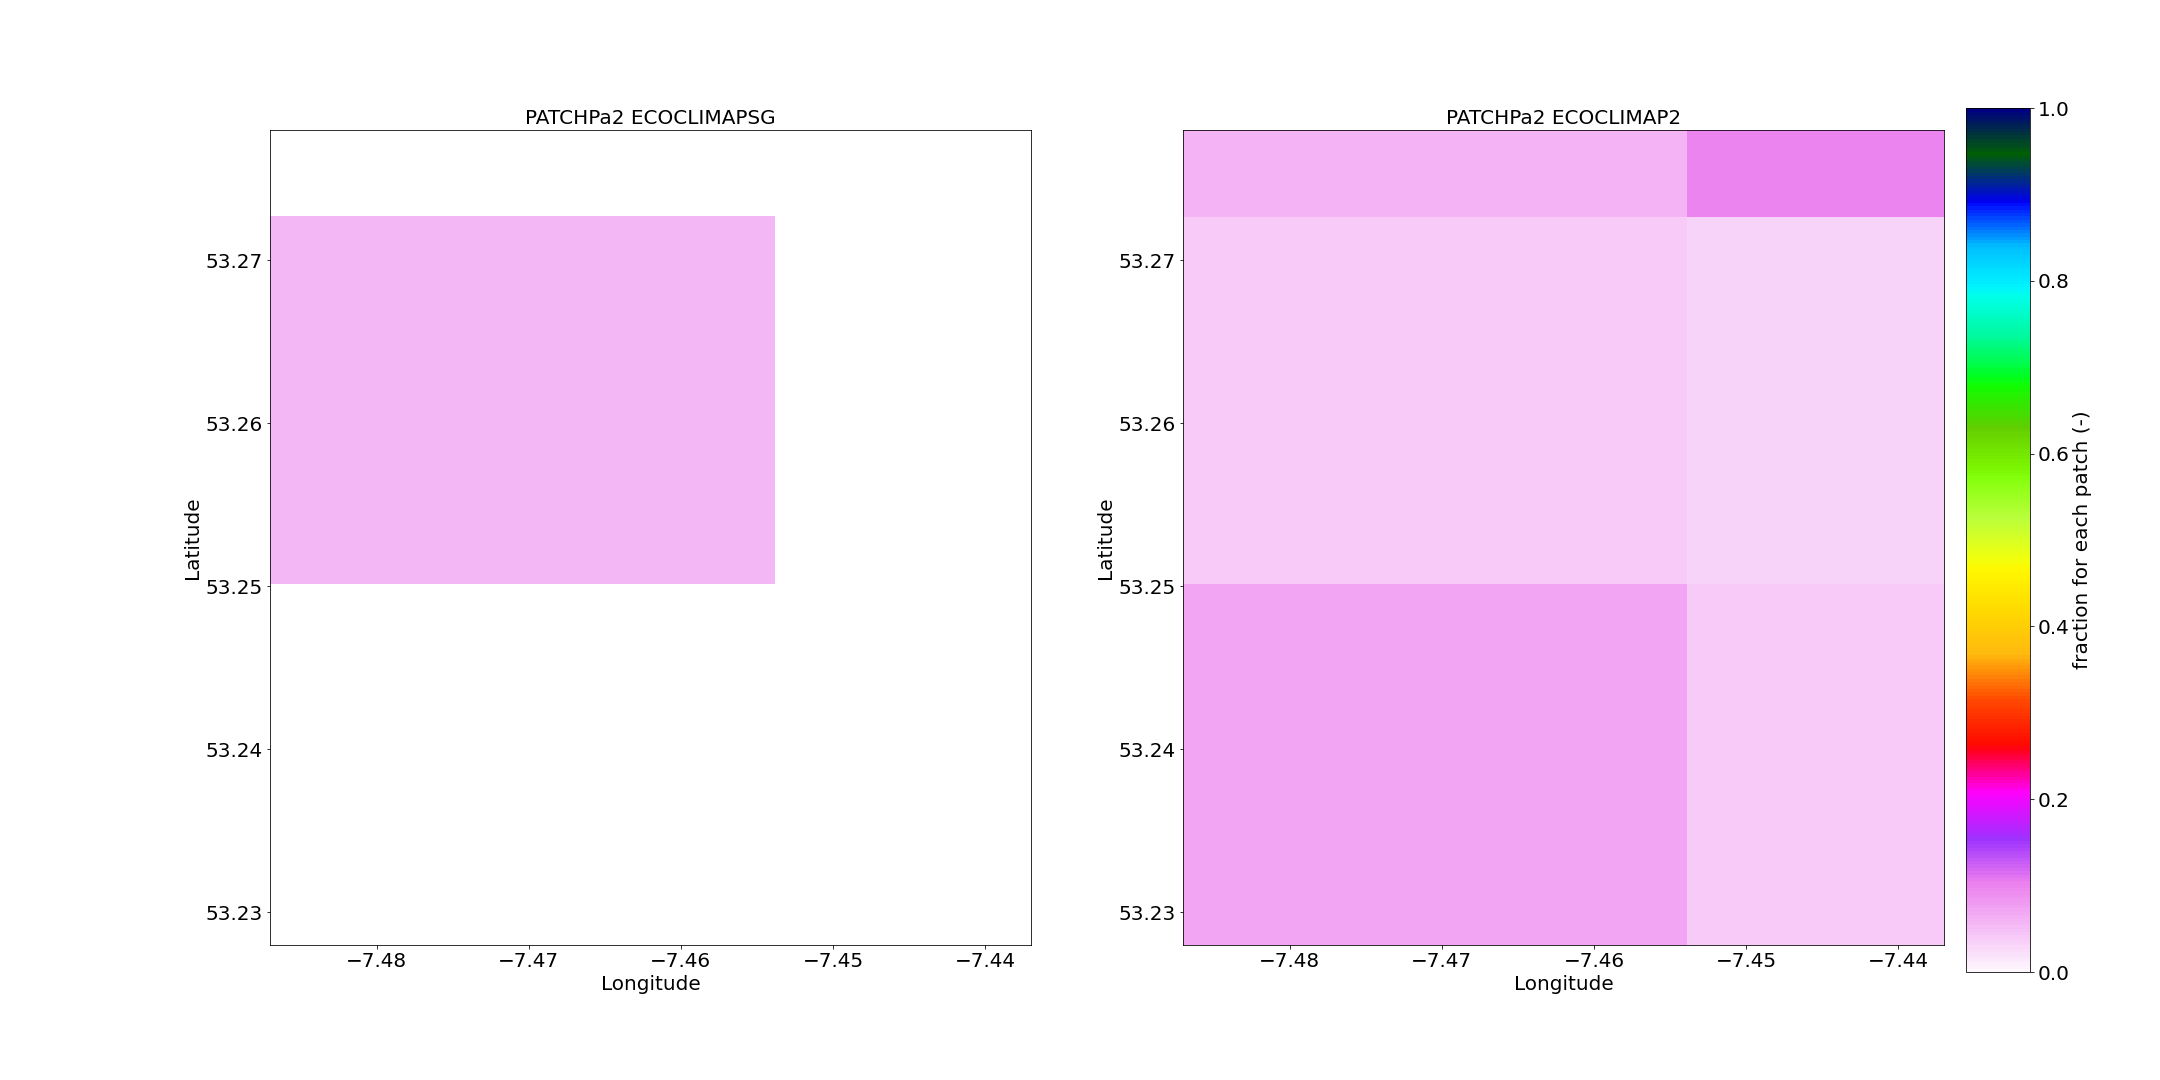 PATCHPa2 ECOCLIMAPSG
53.27
53.26
53.25
53.24
53.23
Latitude
−7.48 −7.47 −7.46 −7.45 −7.44
Longitude
PATCHPa2 ECOCLIMAP2
53.27
53.26
53.25
53.24
53.23
Latitude
−7.48 −7.47 −7.46 −7.45 −7.44
Longitude
1.0
0.8
0.6
0.4
0.2
0.0
fraction for each patch (-)